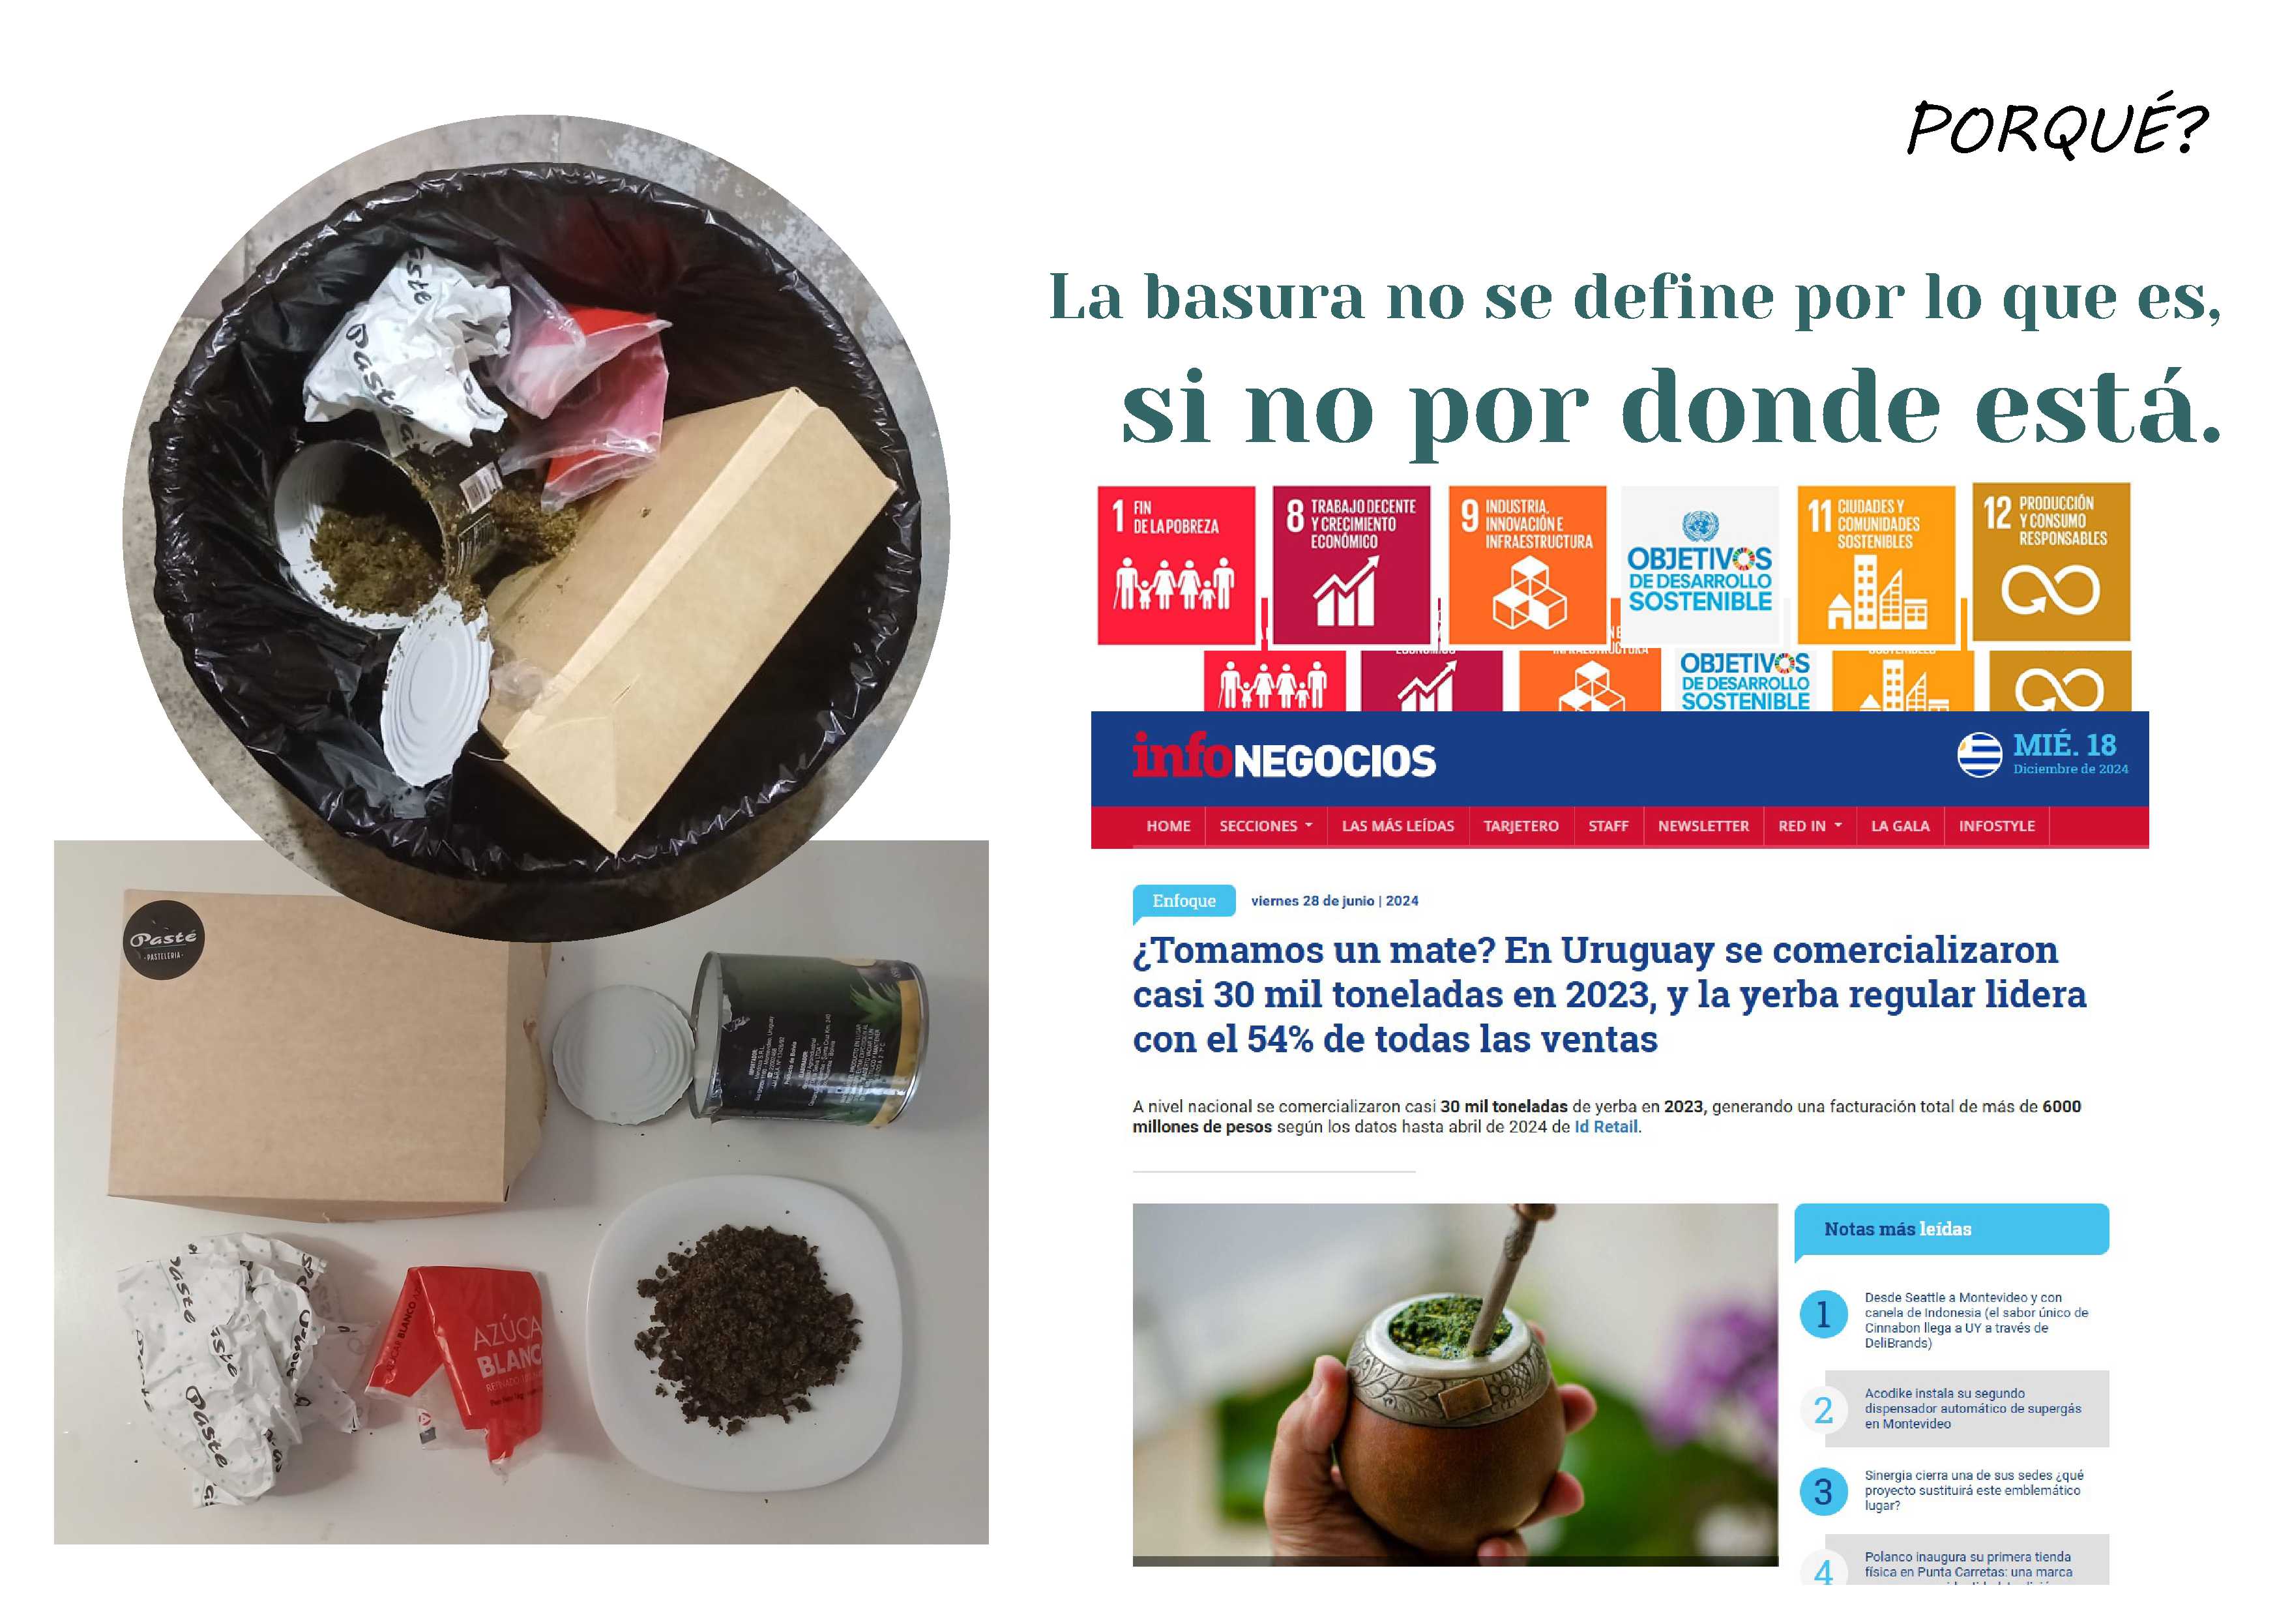 PORQUÉ?
La basura no se define por lo que es,
si no por donde está.
1 FIN
DE LA POBREZA
8 TRABAJO DECENTE
Y CRECIMIENTO
ECONÓMICO
9 INDUSTRIA,
INNOVACIÓN E
INFRAESTRUCTURA
OBJETIVOS
DE DESARROLLO
SOSTENIBLE
11 CIUDADES Y
COMUNIDADES
SOSTENIBLES
12 PRODUCCIÓN
Y CONSUMO
RESPONSABLES
ECONÓMICO
INFRAESTRUCTURA
OBJETIVOS
DE DESARROLLO
SOSTENIBLE
SOSTENIBLES
infoNEGOCIOS
MIÉ. 18
Diciembre de 2024
HOME SECCIONES LAS MÁS LEÍDAS TARJETERO STAFF NEWSLETTER RED IN LA GALA INFOSTYLE
Enfoque viernes 28 de junio | 2024
¿Tomamos un mate? En Uruguay se comercializaron
casi 30 mil toneladas en 2023, y la yerba regular lidera
con el 54% de todas las ventas
A nivel nacional se comercializaron casi 30 mil toneladas de yerba en 2023, generando una facturación total de más de 6000
millones de pesos según los datos hasta abril de 2024 de Id Retail.
Notas más leídas
1
Desde Seattle a Montevideo y con
canela de Indonesia (el sabor único de
Cinnabon llega a UY a través de
DeliBrands)
2
Acodike instala su segundo
dispensador automático de supergás
en Montevideo
3
Sinergia cierra una de sus sedes ¿qué
proyecto sustituirá este emblemático
lugar?
4
Polanco inaugura su primera tienda
física en Punta Carretas: una marca
Pasté
PASTELERIA
Pasté
Pasté
AZÚCA
BLANC